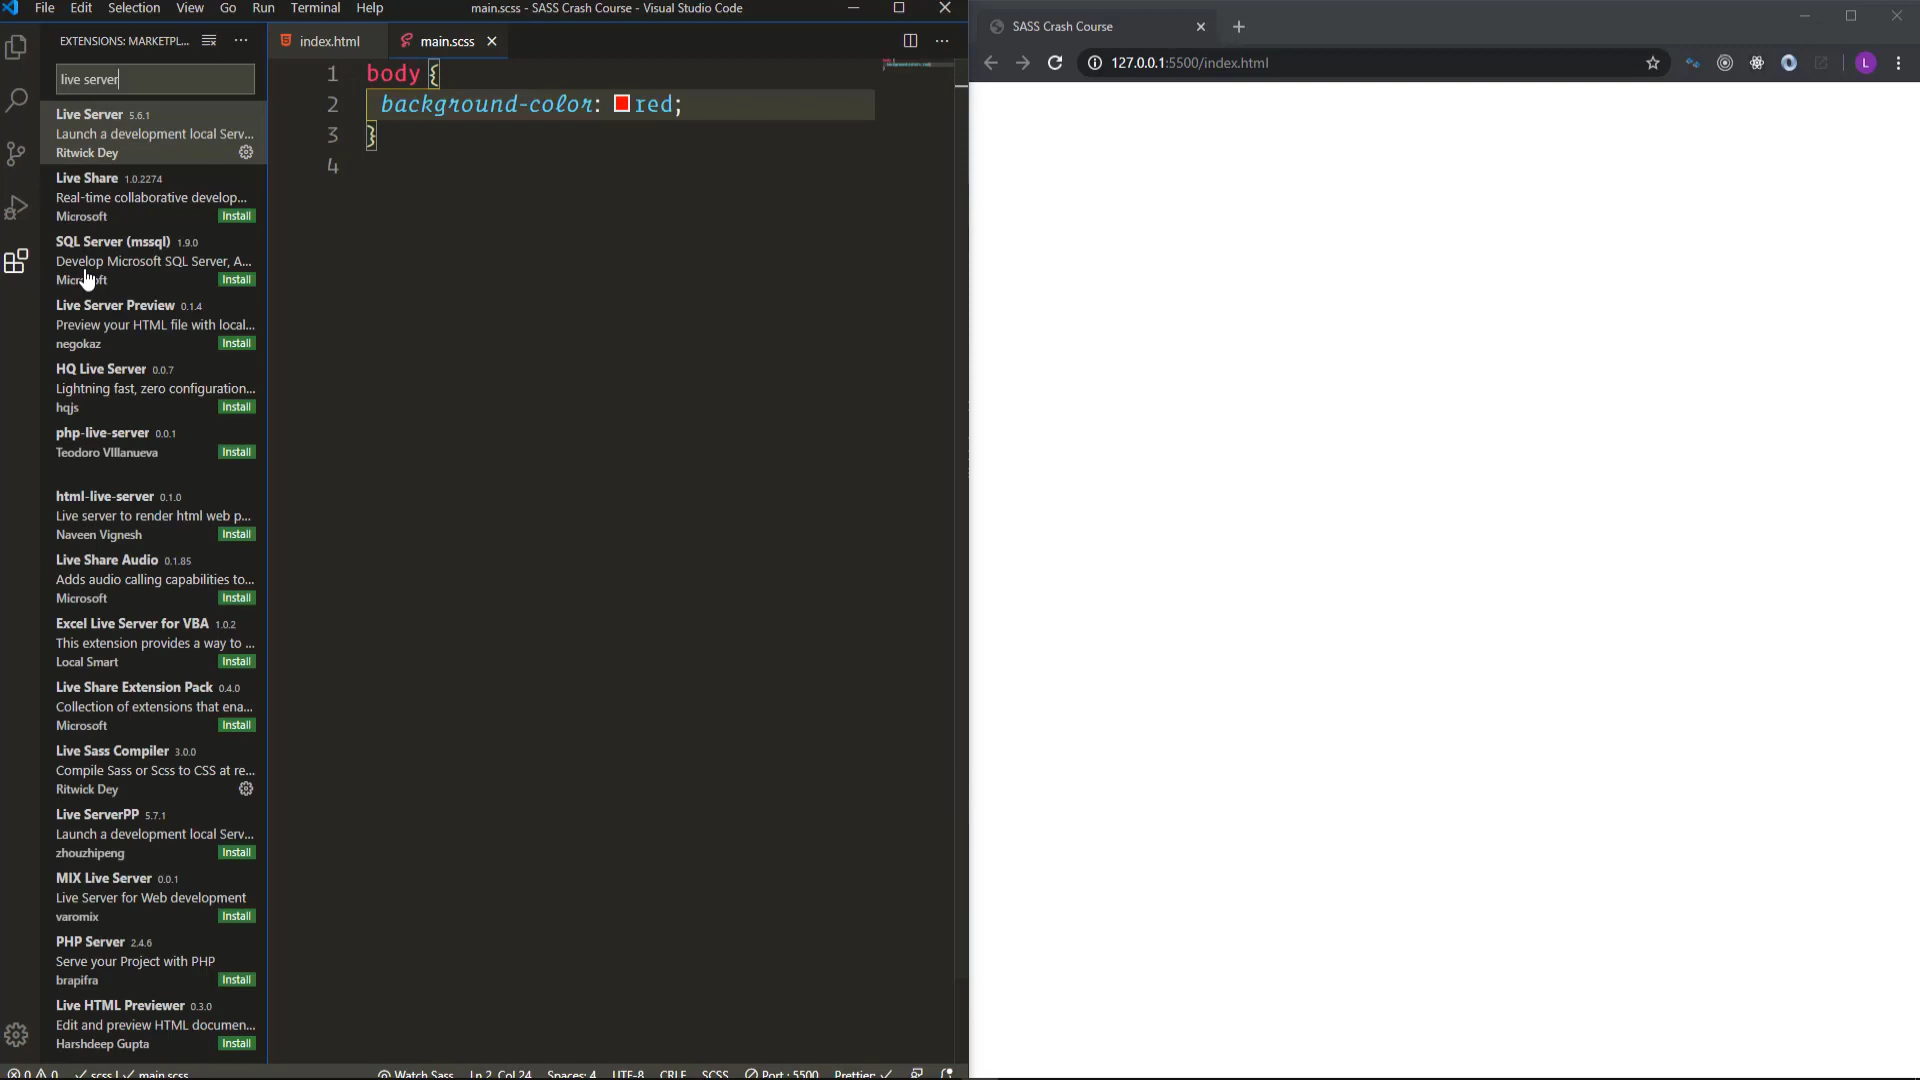 File Edit Selection View Go Run Terminal Help
main.scss - SASS Crash Course - Visual Studio Code
EXTENSIONS: MARKETPL...
live server
Live Server 5.6.1
Launch a development local Serv...
Ritwick Dey
Live Share 1.0.2274
Real-time collaborative develop...
Microsoft Install
SQL Server (mssql) 1.9.0
Develop Microsoft SQL Server, A...
Microsoft Install
Live Server Preview 0.1.4
Preview your HTML file with local...
negokaz Install
HQ Live Server 0.0.7
Lightning fast, zero configuration...
hqjs Install
php-live-server 0.0.1
Teodoro VIllanueva Install
html-live-server 0.1.0
Live server to render html web p...
Naveen Vignesh Install
Live Share Audio 0.1.85
Adds audio calling capabilities to...
Microsoft Install
Excel Live Server for VBA 1.0.2
This extension provides a way to ...
Local Smart Install
Live Share Extension Pack 0.4.0
Collection of extensions that ena...
Microsoft Install
Live Sass Compiler 3.0.0
Compile Sass or Scss to CSS at re...
Ritwick Dey
Live ServerPP 5.7.1
Launch a development local Serv...
zhouzhipeng Install
MIX Live Server 0.0.1
Live Server for Web development
varomix Install
PHP Server 2.4.6
Serve your Project with PHP
brapifra Install
Live HTML Previewer 0.3.0
Edit and preview HTML documen...
Harshdeep Gupta Install
index.html main.scss
1 body {
2 background-color: red;
3 }
4
0 0 scss | main.scss Watch Sass Ln 2, Col 24 Spaces: 4 UTF-8 CRLF SCSS Port : 5500 Prettier:
SASS Crash Course
127.0.0.1:5500/index.html
L